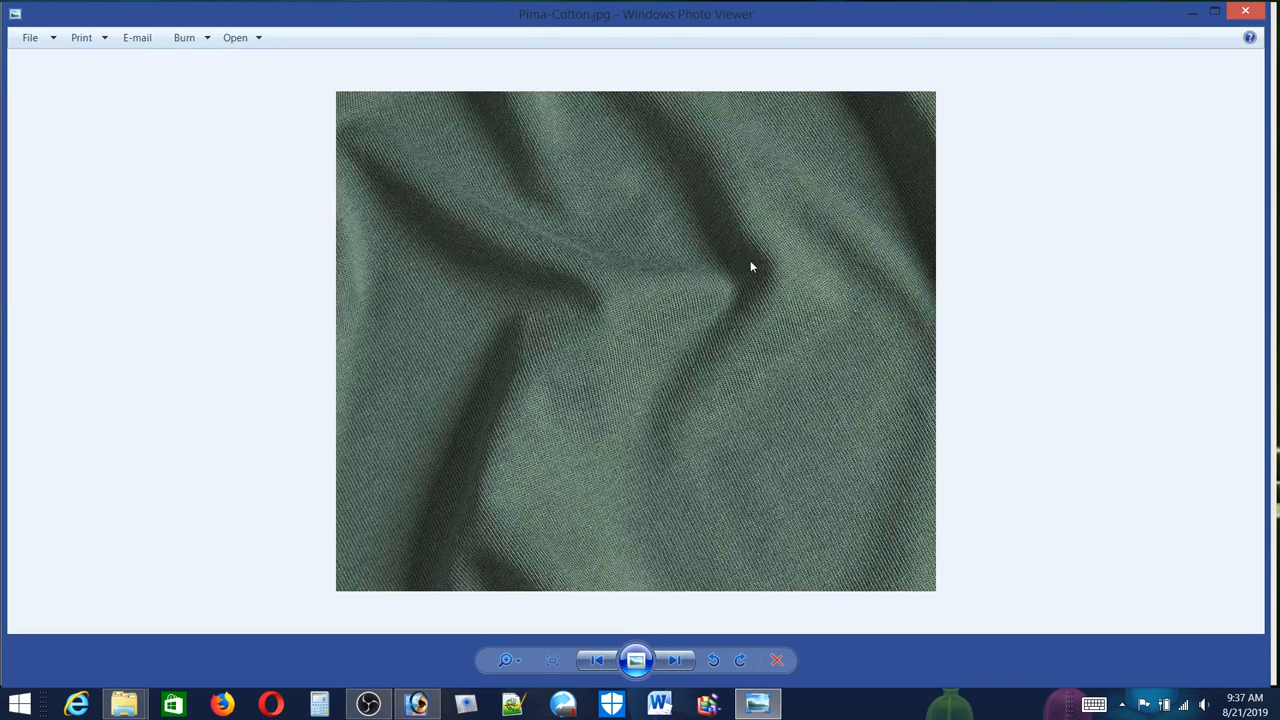 Pima-Cotton.jpg - Windows Photo Viewer
File Print E-mail Burn Open
9:37 AM
8/21/2019